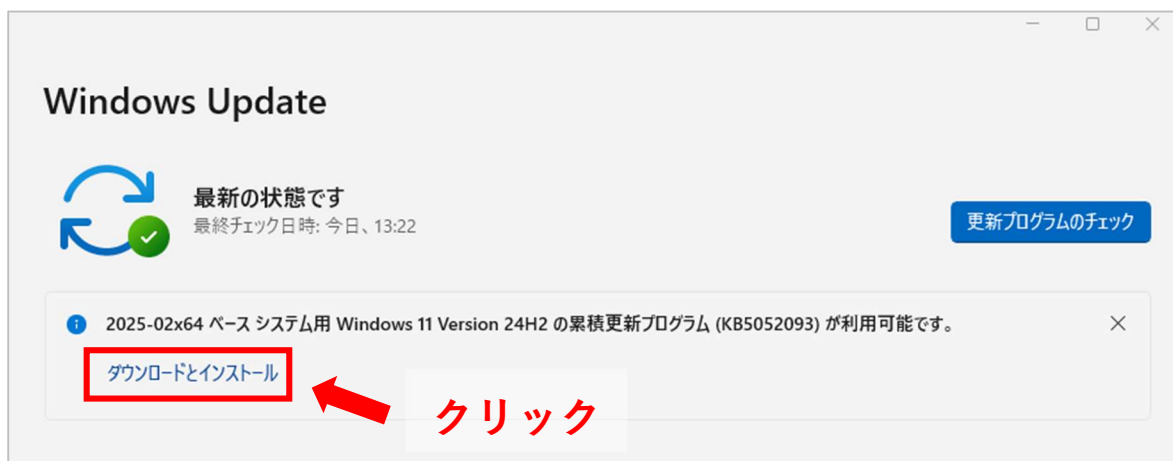 Windows Update
最新の状態です
最終チェック日時: 今日、13:22
更新プログラムのチェック
2025-02x64 ベース システム用 Windows 11 Version 24H2 の累積更新プログラム (KB5052093) が利用可能です。
ダウンロードとインストール
クリック